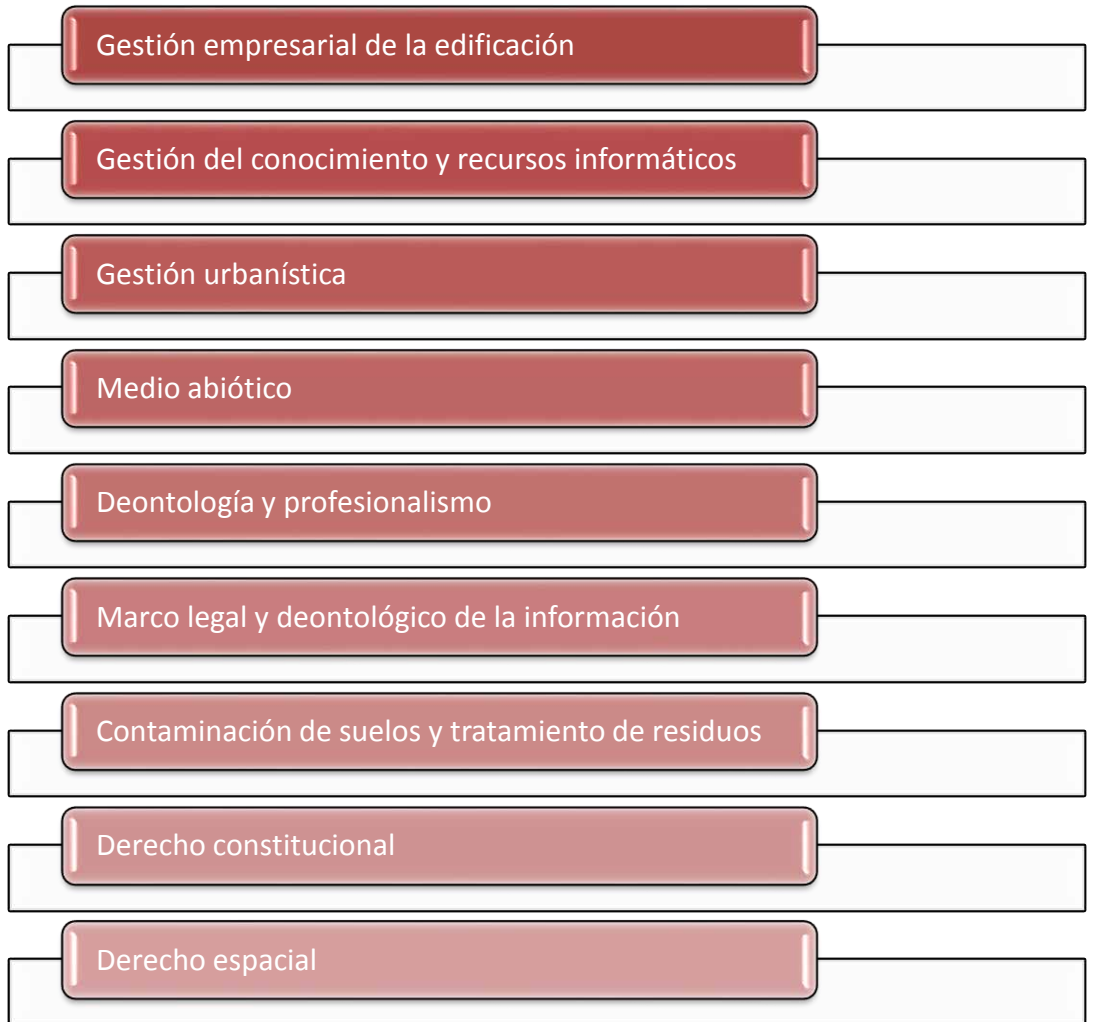 Gestión empresarial de la edificación
Gestión del conocimiento y recursos informáticos
Gestión urbanística
Medio abiótico
Deontología y profesionalismo
Marco legal y deontológico de la información
Contaminación de suelos y tratamiento de residuos
Derecho constitucional
Derecho espacial